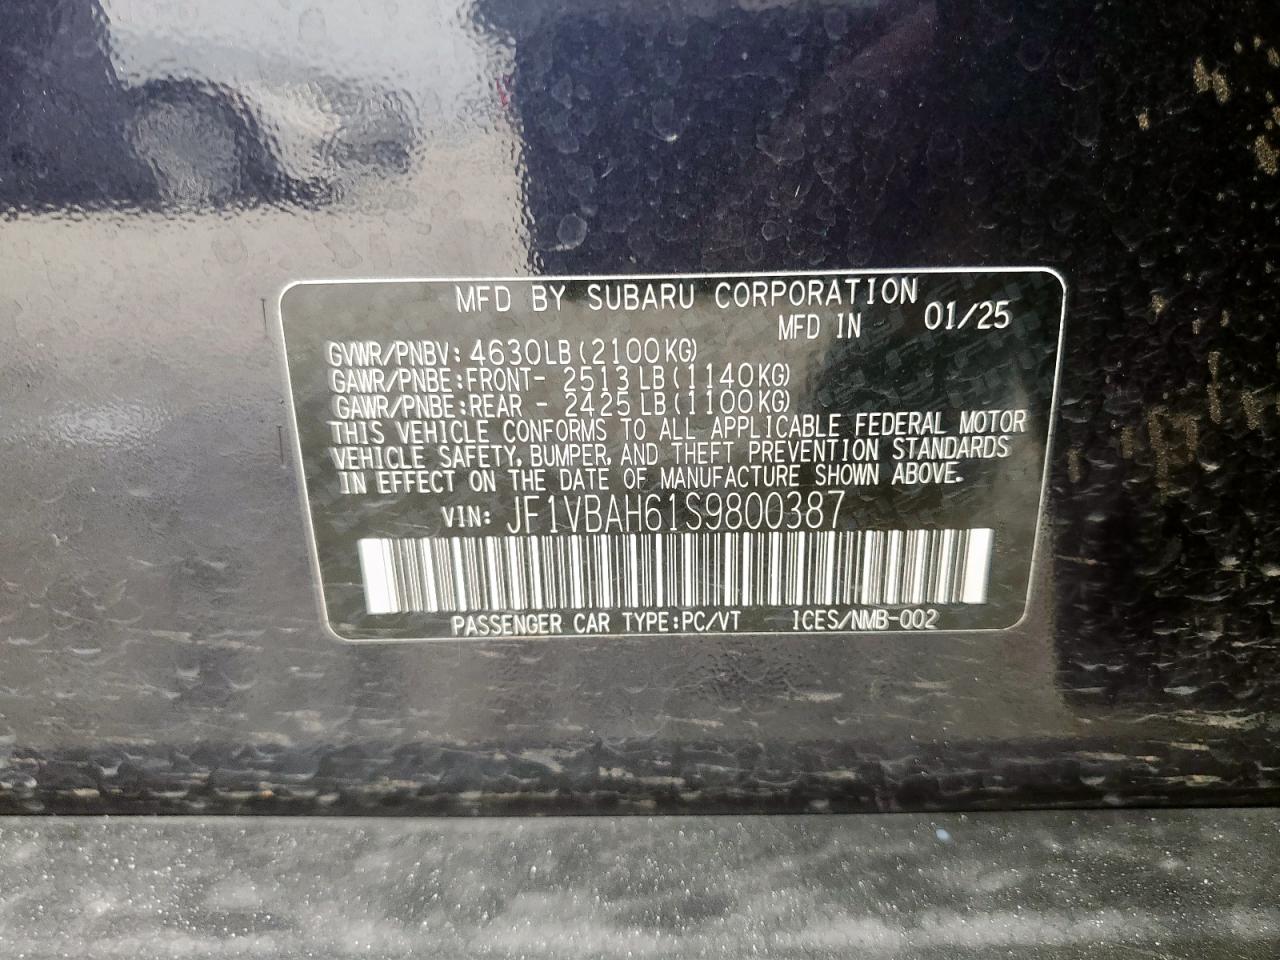 MFD BY SUBARU CORPORATION
MFD IN 01/25
GVWR/PNBV: 4630LB(2100KG)
GAWR/PNBE:FRONT- 2513 LB(1140KG)
GAWR/PNBE:REAR - 2425 LB(1100KG)
THIS VEHICLE CONFORMS TO ALL APPLICABLE FEDERAL MOTOR
VEHICLE SAFETY, BUMPER, AND THEFT PREVENTION STANDARDS
IN EFFECT ON THE DATE OF MANUFACTURE SHOWN ABOVE.
VIN: JF1VBAH61S9800387
PASSENGER CAR TYPE:PC/VT ICES/NMB-002